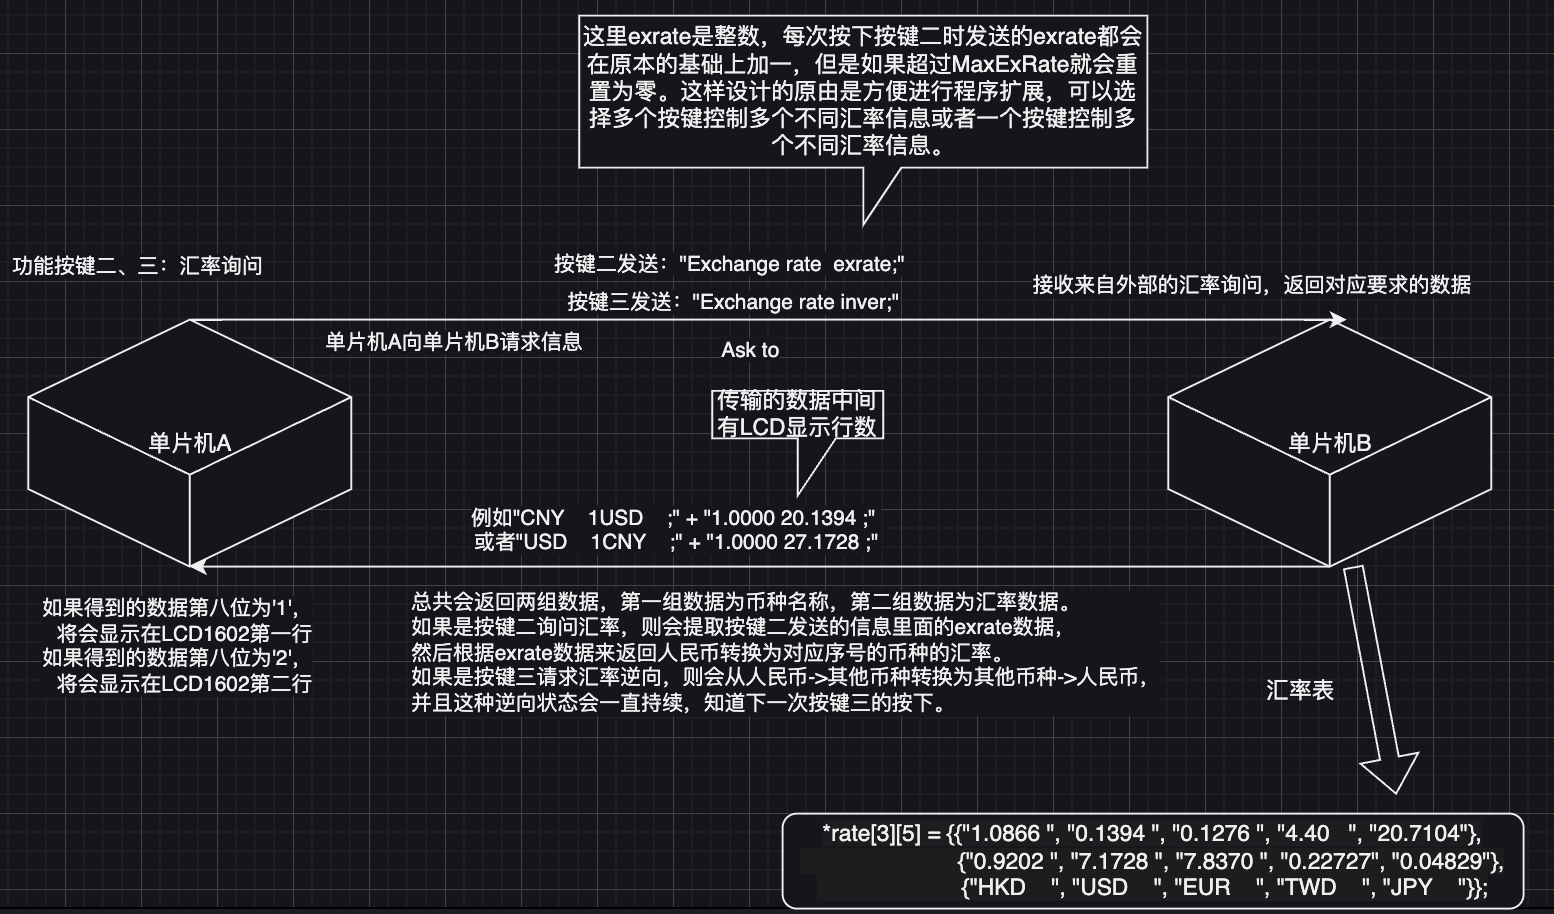 这里exrate是整数，每次按下按键二时发送的exrate都会
在原本的基础上加一，但是如果超过MaxExRate就会重
置为零。这样设计的原由是方便进行程序扩展，可以选
择多个按键控制多个不同汇率信息或者一个按键控制多
个不同汇率信息。
功能按键二、三：汇率询问
按键二发送："Exchange rate  exrate;"
按键三发送："Exchange rate inver;"
接收来自外部的汇率询问，返回对应要求的数据
单片机A向单片机B请求信息
Ask to
传输的数据中间
有LCD显示行数
单片机A
单片机B
例如"CNY    1USD    ;" + "1.0000 20.1394 ;"
或者"USD    1CNY    ;" + "1.0000 27.1728 ;"
如果得到的数据第八位为'1'，
将会显示在LCD1602第一行
如果得到的数据第八位为'2'，
将会显示在LCD1602第二行
总共会返回两组数据，第一组数据为币种名称，第二组数据为汇率数据。
如果是按键二询问汇率，则会提取按键二发送的信息里面的exrate数据，
然后根据exrate数据来返回人民币转换为对应序号的币种的汇率。
如果是按键三请求汇率逆向，则会从人民币->其他币种转换为其他币种->人民币，
并且这种逆向状态会一直持续，知道下一次按键三的按下。
汇率表
*rate[3][5] = {{"1.0866 ", "0.1394 ", "0.1276 ", "4.40   ", "20.7104"},
{"0.9202 ", "7.1728 ", "7.8370 ", "0.22727", "0.04829"},
{"HKD    ", "USD    ", "EUR    ", "TWD    ", "JPY    "}};